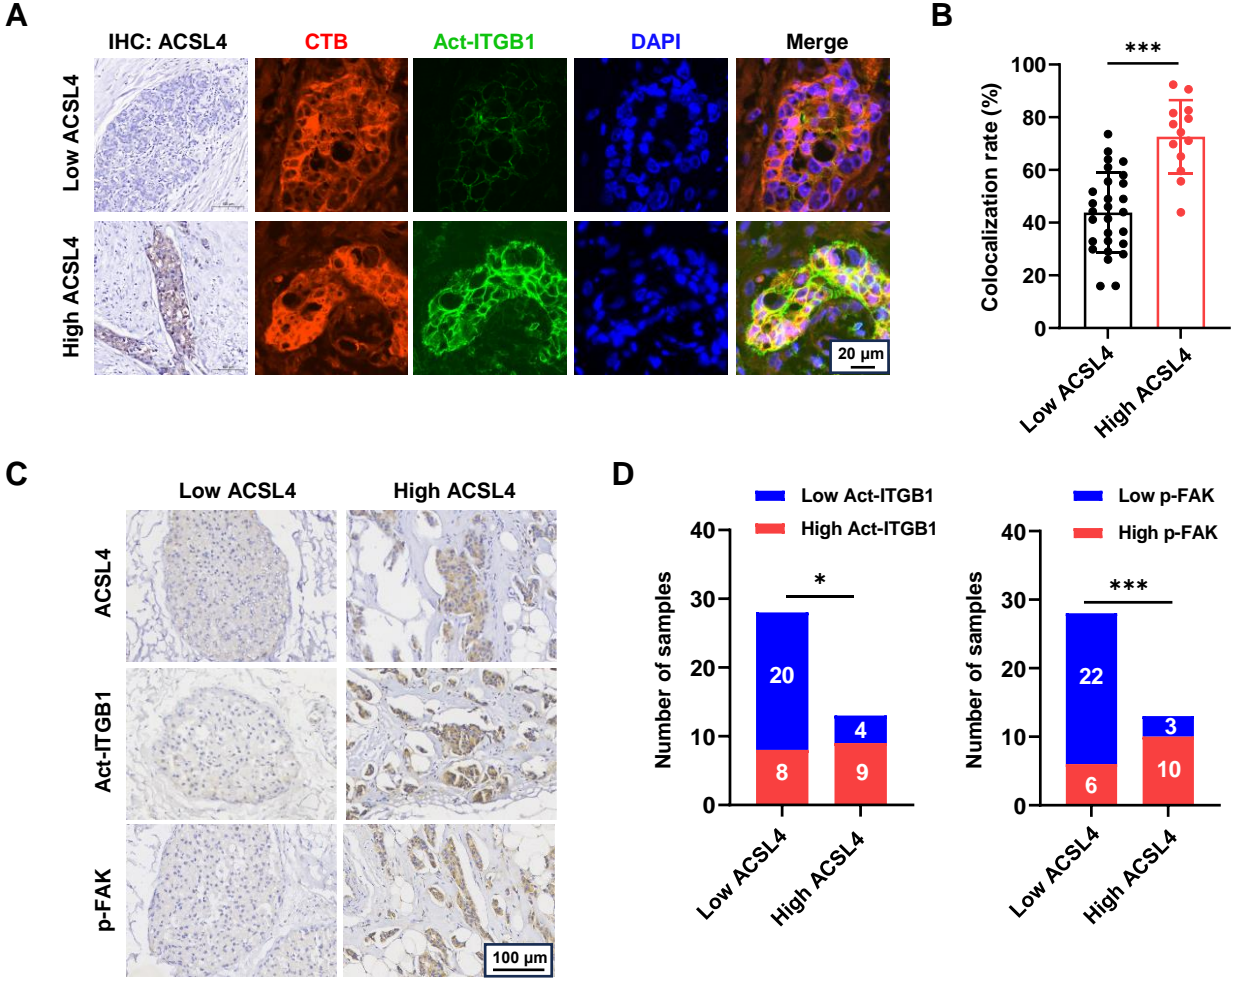 A
IHC: ACSL4
CTB
Act-ITGB1
DAPI
Merge
Low ACSL4
High ACSL4
20 µm
B
***
Colocalization rate (%)
100
80
60
40
20
0
Low ACSL4
High ACSL4
C
Low ACSL4
High ACSL4
ACSL4
Act-ITGB1
p-FAK
100 µm
D
Low Act-ITGB1
High Act-ITGB1
*
Number of samples
40
30
20
10
0
20
8
4
9
Low ACSL4
High ACSL4
Low p-FAK
High p-FAK
***
Number of samples
40
30
20
10
0
22
6
3
10
Low ACSL4
High ACSL4